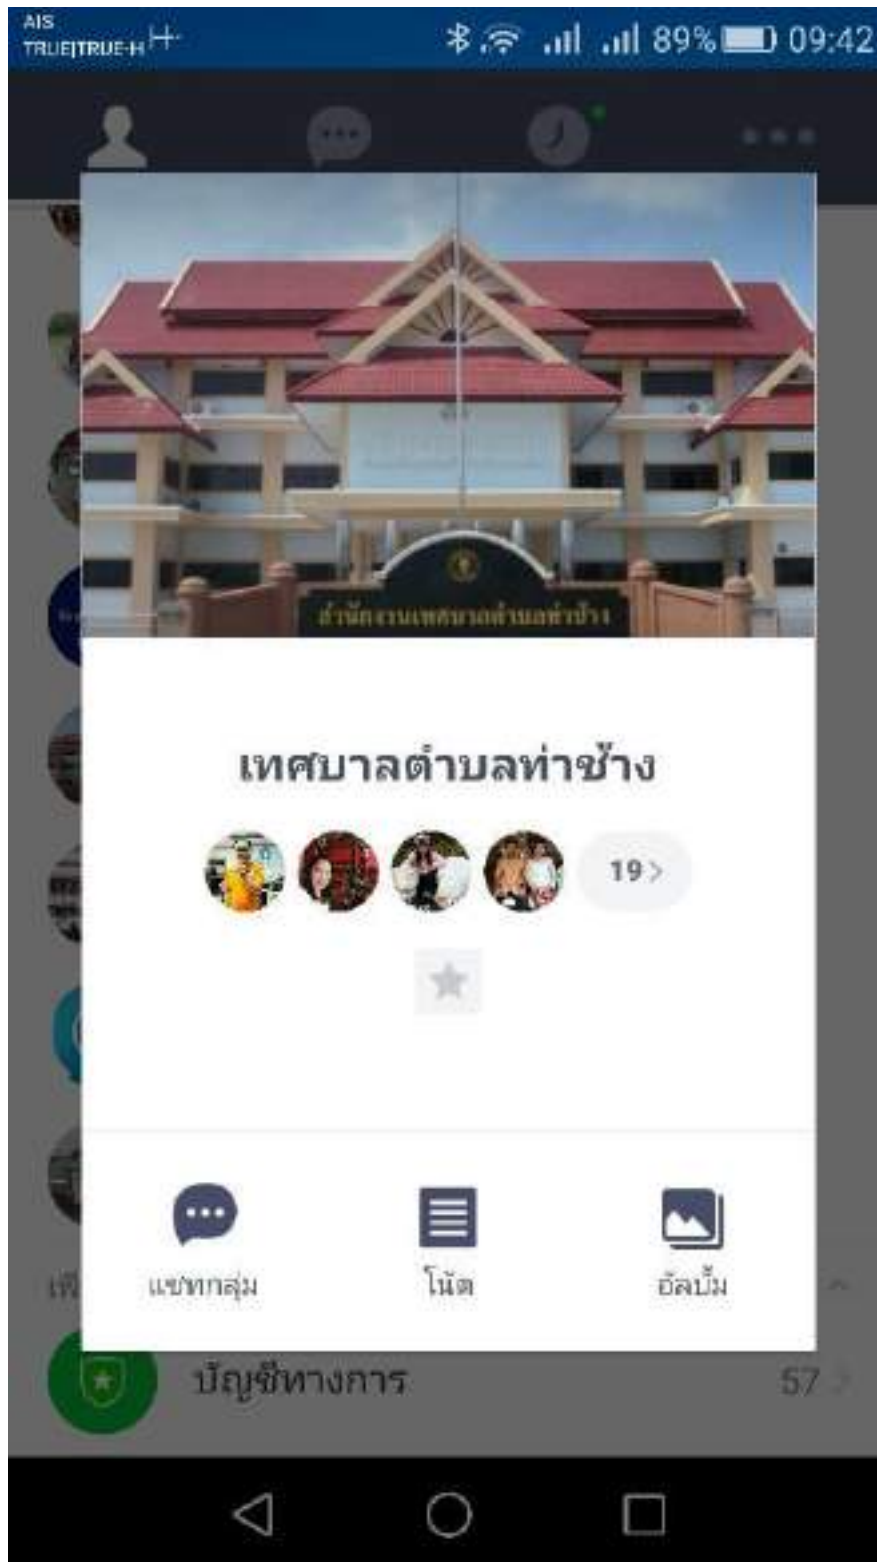 AIS
TRUE|TRUE-H H
89% 09:42
สำนักงานเทศบาลตำบลท่าช้าง
เทศบาลตำบลท่าช้าง
19 >
แชทกลุ่ม โน้ต อัลบั้ม
บัญชีทางการ 57 >